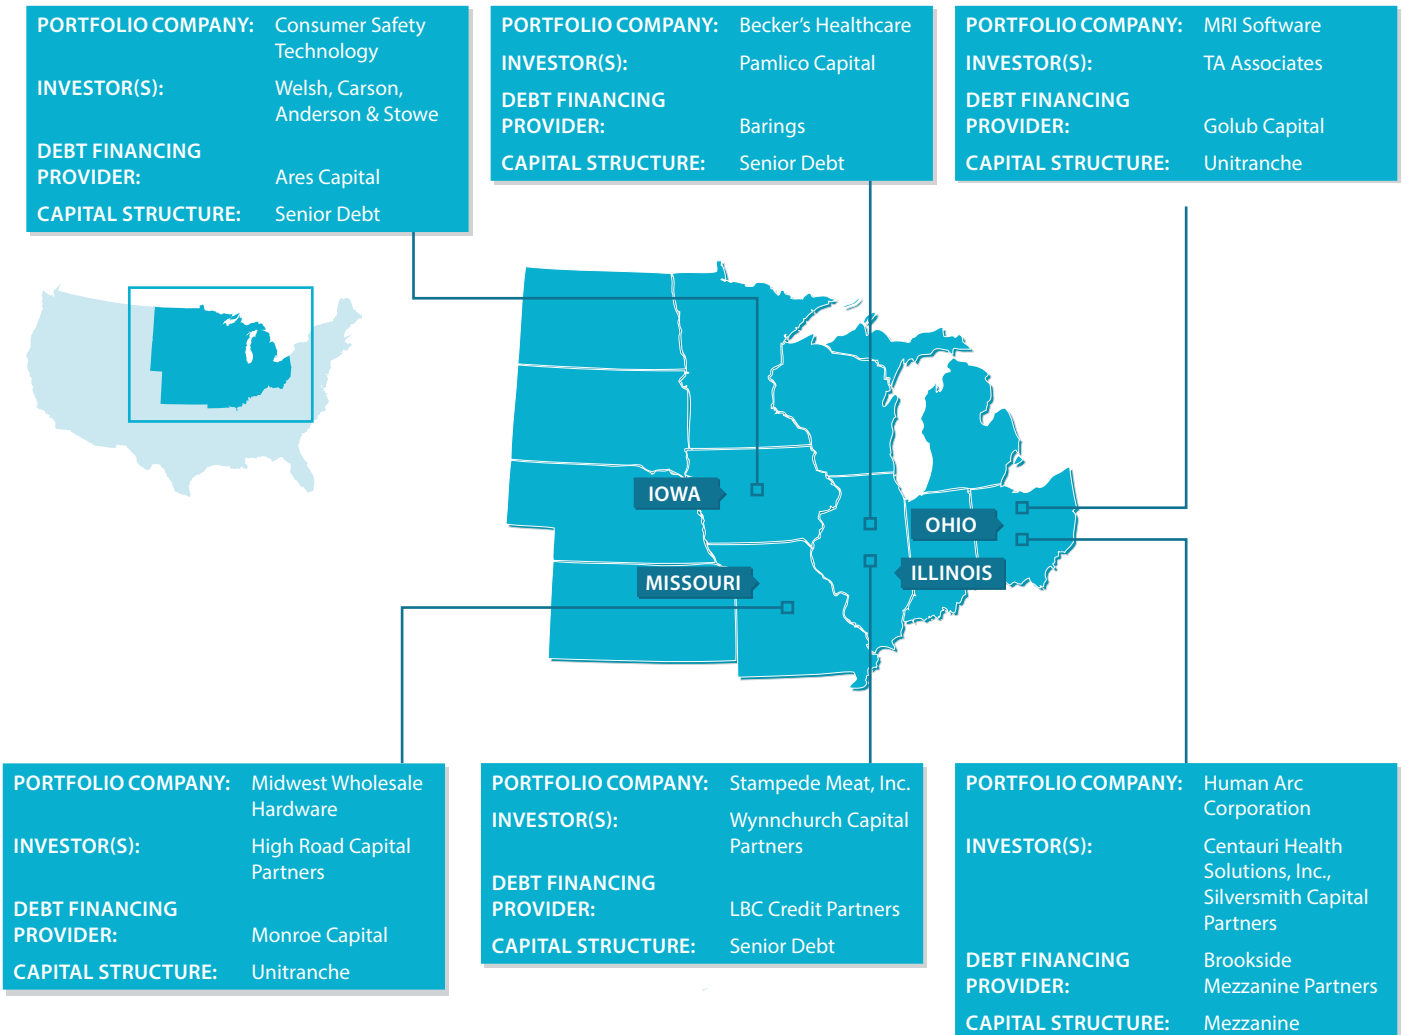 PORTFOLIO COMPANY: Consumer Safety
Technology
INVESTOR(S): Welsh, Carson,
Anderson & Stowe
DEBT FINANCING
PROVIDER: Ares Capital
CAPITAL STRUCTURE: Senior Debt
PORTFOLIO COMPANY: Becker’s Healthcare
INVESTOR(S): Pamlico Capital
DEBT FINANCING
PROVIDER: Barings
CAPITAL STRUCTURE: Senior Debt
PORTFOLIO COMPANY: MRI Software
INVESTOR(S): TA Associates
DEBT FINANCING
PROVIDER: Golub Capital
CAPITAL STRUCTURE: Unitranche
IOWA
OHIO
ILLINOIS
MISSOURI
PORTFOLIO COMPANY: Midwest Wholesale
Hardware
INVESTOR(S): High Road Capital
Partners
DEBT FINANCING
PROVIDER: Monroe Capital
CAPITAL STRUCTURE: Unitranche
PORTFOLIO COMPANY: Stampede Meat, Inc.
INVESTOR(S): Wynnchurch Capital
Partners
DEBT FINANCING
PROVIDER: LBC Credit Partners
CAPITAL STRUCTURE: Senior Debt
PORTFOLIO COMPANY: Human Arc
Corporation
INVESTOR(S): Centauri Health
Solutions, Inc.,
Silversmith Capital
Partners
DEBT FINANCING Brookside
PROVIDER: Mezzanine Partners
CAPITAL STRUCTURE: Mezzanine